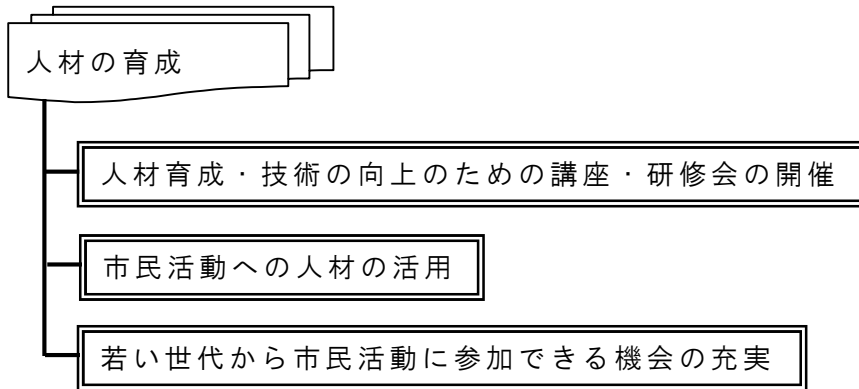 人材の育成
人材育成・技術の向上のための講座・研修会の開催
市民活動への人材の活用
若い世代から市民活動に参加できる機会の充実